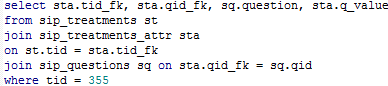 select sta.tid_fk, sta.qid_fk, sq.question, sta.q_value
from sip_treatments st
join sip_treatments_attr sta
on st.tid = sta.tid_fk
join sip_questions sq on sta.qid_fk = sq.qid
where tid = 355